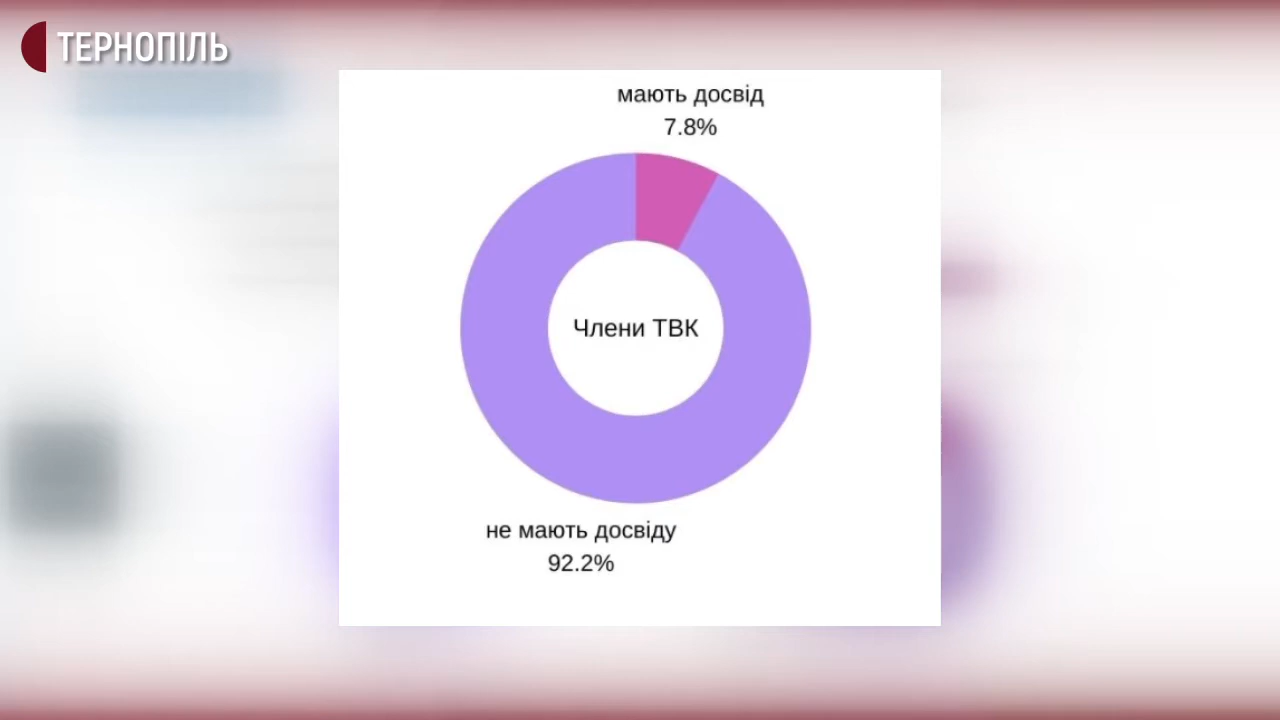 ТЕРНОПІЛЬ
мають досвід
7.8%
Члени ТВК
не мають досвіду
92.2%